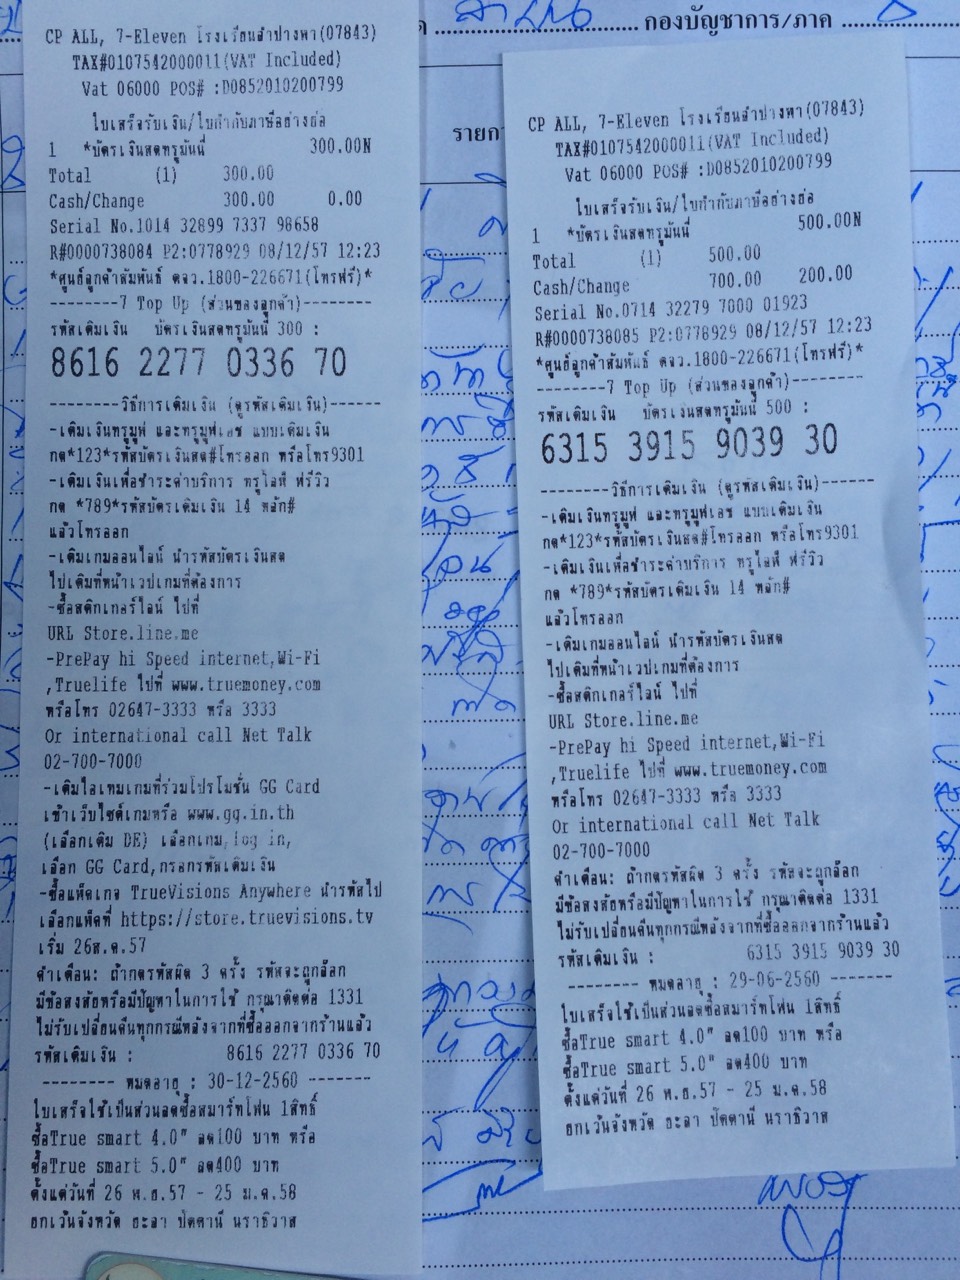 กองบัญชาการ/ภาค
CP ALL, 7-Eleven โรงเรียนลำปางพา(07843)
TAX#0107542000011(VAT Included)
Vat 06000 POS# :D0852010200799
ใบเสร็จรับเงิน/ใบกำกับภาษีอย่างย่อ
1 *บัตรเงินสดทรูมันนี่ 300.00N
Total (1) 300.00
Cash/Change 300.00 0.00
Serial No.1014 32899 7337 98658
R#0000738084 P2:0778929 08/12/57 12:23
*ศูนย์ลูกค้าสัมพันธ์ ตจว.1800-226671(โทรฟรี)*
--------7 Top Up (ส่วนของลูกค้า)--------
รหัสเติมเงิน บัตรเงินสดทรูมันนี่ 300 :
8616 2277 0336 70
--------วิธีการเติมเงิน (ดูรหัสเติมเงิน)------
-เติมเงินทรูมูฟ และทรูมูฟเอช แบบเติมเงิน
กด*123*รหัสบัตรเงินสด#โทรออก หรือโทร9301
-เติมเงินเพื่อชำระค่าบริการ ทรูไลฟ์ ฟรีวิว
กด *789*รหัสบัตรเติมเงิน 14 หลัก#
แล้วโทรออก
-เติมเกมออนไลน์ นำรหัสบัตรเงินสด
ไปเติมที่หน้าเวปเกมที่ต้องการ
-ซื้อสติกเกอร์ไลน์ ไปที่
URL Store.line.me
-PrePay hi Speed internet,Wi-Fi
,Truelife ไปที่ www.truemoney.com
หรือโทร 02647-3333 หรือ 3333
Or international call Net Talk
02-700-7000
-เติมไอเทมเกมที่ร่วมโปรโมชั่น GG Card
เข้าเว็บไซต์เกมหรือ www.gg.in.th
(เลือกเติม DE) เลือกเกม,log in,
เลือก GG Card,กรอกรหัสเติมเงิน
-ซื้อแพ็คเกจ TrueVisions Anywhere นำรหัสไป
เลือกแพ็คที่ https://store.truevisions.tv
เริ่ม 26ส.ค.57
คำเตือน: ถ้ากดรหัสผิด 3 ครั้ง รหัสจะถูกล็อก
มีข้อสงสัยหรือมีปัญหาในการใช้ กรุณาติดต่อ 1331
ไม่รับเปลี่ยนคืนทุกกรณีหลังจากที่ซื้อออกจากร้านแล้ว
รหัสเติมเงิน : 8616 2277 0336 70
-------- หมดอายุ : 30-12-2560 -------
ใบเสร็จใช้เป็นส่วนลดซื้อสมาร์ทโฟน 1สิทธิ์
ซื้อTrue smart 4.0" ลด100 บาท หรือ
ซื้อTrue smart 5.0" ลด400 บาท
ตั้งแต่วันที่ 26 พ.ย.57 - 25 ม.ค.58
ยกเว้นจังหวัด ยะลา ปัตตานี นราธิวาส
CP ALL, 7-Eleven โรงเรียนลำปางพา(07843)
TAX#0107542000011(VAT Included)
Vat 06000 POS# :D0852010200799
ใบเสร็จรับเงิน/ใบกำกับภาษีอย่างย่อ
1 *บัตรเงินสดทรูมันนี่ 500.00N
Total (1) 500.00
Cash/Change 700.00 200.00
Serial No.0714 32279 7000 01923
R#0000738085 P2:0778929 08/12/57 12:23
*ศูนย์ลูกค้าสัมพันธ์ ตจว.1800-226671(โทรฟรี)*
--------7 Top Up (ส่วนของลูกค้า)--------
รหัสเติมเงิน บัตรเงินสดทรูมันนี่ 500 :
6315 3915 9039 30
--------วิธีการเติมเงิน (ดูรหัสเติมเงิน)------
-เติมเงินทรูมูฟ และทรูมูฟเอช แบบเติมเงิน
กด*123*รหัสบัตรเงินสด#โทรออก หรือโทร9301
-เติมเงินเพื่อชำระค่าบริการ ทรูไลฟ์ ฟรีวิว
กด *789*รหัสบัตรเติมเงิน 14 หลัก#
แล้วโทรออก
-เติมเกมออนไลน์ นำรหัสบัตรเงินสด
ไปเติมที่หน้าเวปเกมที่ต้องการ
-ซื้อสติกเกอร์ไลน์ ไปที่
URL Store.line.me
-PrePay hi Speed internet,Wi-Fi
,Truelife ไปที่ www.truemoney.com
หรือโทร 02647-3333 หรือ 3333
Or international call Net Talk
02-700-7000
คำเตือน: ถ้ากดรหัสผิด 3 ครั้ง รหัสจะถูกล็อก
มีข้อสงสัยหรือมีปัญหาในการใช้ กรุณาติดต่อ 1331
ไม่รับเปลี่ยนคืนทุกกรณีหลังจากที่ซื้อออกจากร้านแล้ว
รหัสเติมเงิน : 6315 3915 9039 30
-------- หมดอายุ : 29-06-2560 -------
ใบเสร็จใช้เป็นส่วนลดซื้อสมาร์ทโฟน 1สิทธิ์
ซื้อTrue smart 4.0" ลด100 บาท หรือ
ซื้อTrue smart 5.0" ลด400 บาท
ตั้งแต่วันที่ 26 พ.ย.57 - 25 ม.ค.58
ยกเว้นจังหวัด ยะลา ปัตตานี นราธิวาส